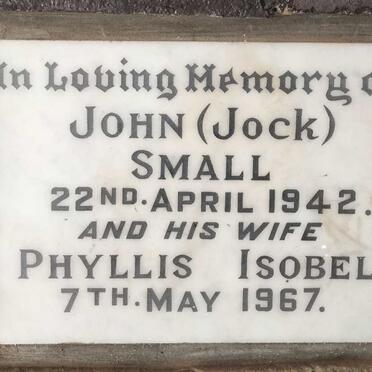 In Loving Memory o
JOHN (JOCK)
SMALL
22ND. APRIL 1942.
AND HIS WIFE
PHYLLIS ISOBEL
7TH. MAY 1967.